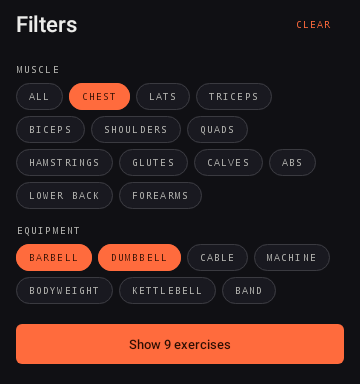 Filters CLEAR
MUSCLE
ALL CHEST LATS TRICEPS
BICEPS SHOULDERS QUADS
HAMSTRINGS GLUTES CALVES ABS
LOWER BACK FOREARMS
EQUIPMENT
BARBELL DUMBBELL CABLE MACHINE
BODYWEIGHT KETTLEBELL BAND
Show 9 exercises